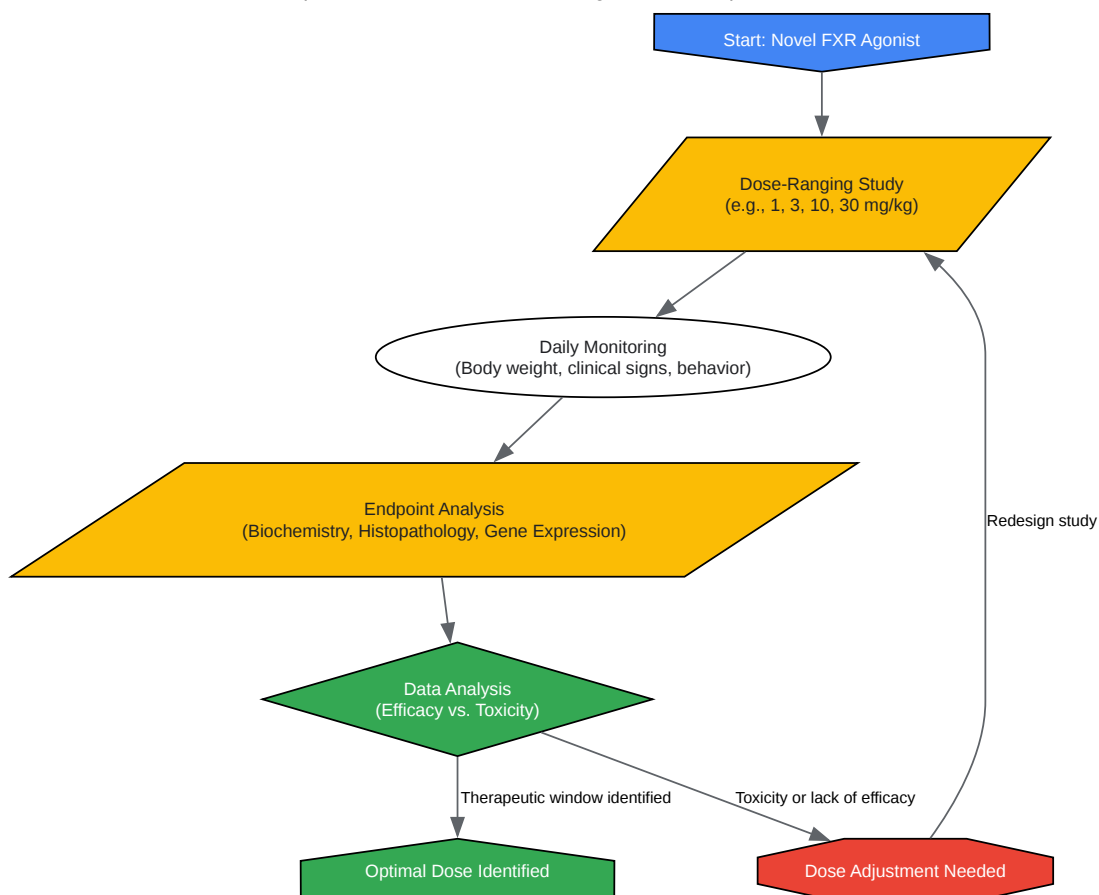 Start: Novel FXR Agonist
Dose-Ranging Study
(e.g., 1, 3, 10, 30 mg/kg)
Daily Monitoring
(Body weight, clinical signs, behavior)
Endpoint Analysis
(Biochemistry, Histopathology, Gene Expression)
Redesign study
Data Analysis
(Efficacy vs. Toxicity)
Therapeutic window identified
Toxicity or lack of efficacy
Optimal Dose Identified
Dose Adjustment Needed